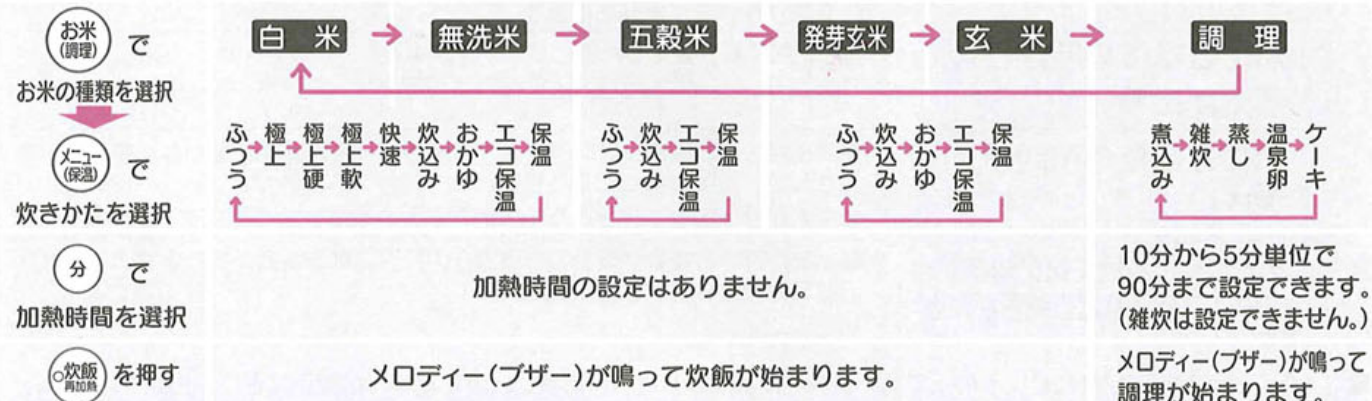 お米(調理) で
お米の種類を選択
白米 → 無洗米 → 五穀米 → 発芽玄米 → 玄米 → 調理
メニュー(保温) で
炊きかたを選択
ふつう→極上→極上硬→極上軟→快速→炊込み→おかゆ→エコ保温→保温
ふつう→炊込み→エコ保温→保温
ふつう→炊込み→おかゆ→エコ保温→保温
煮込み→雑炊→蒸し→温泉卵→ケーキ
分 で
加熱時間を選択
加熱時間の設定はありません。
10分から5分単位で
90分まで設定できます。
(雑炊は設定できません。)
炊飯 再加熱 を押す
メロディー(ブザー)が鳴って炊飯が始まります。
メロディー(ブザー)が鳴って
調理が始まります。